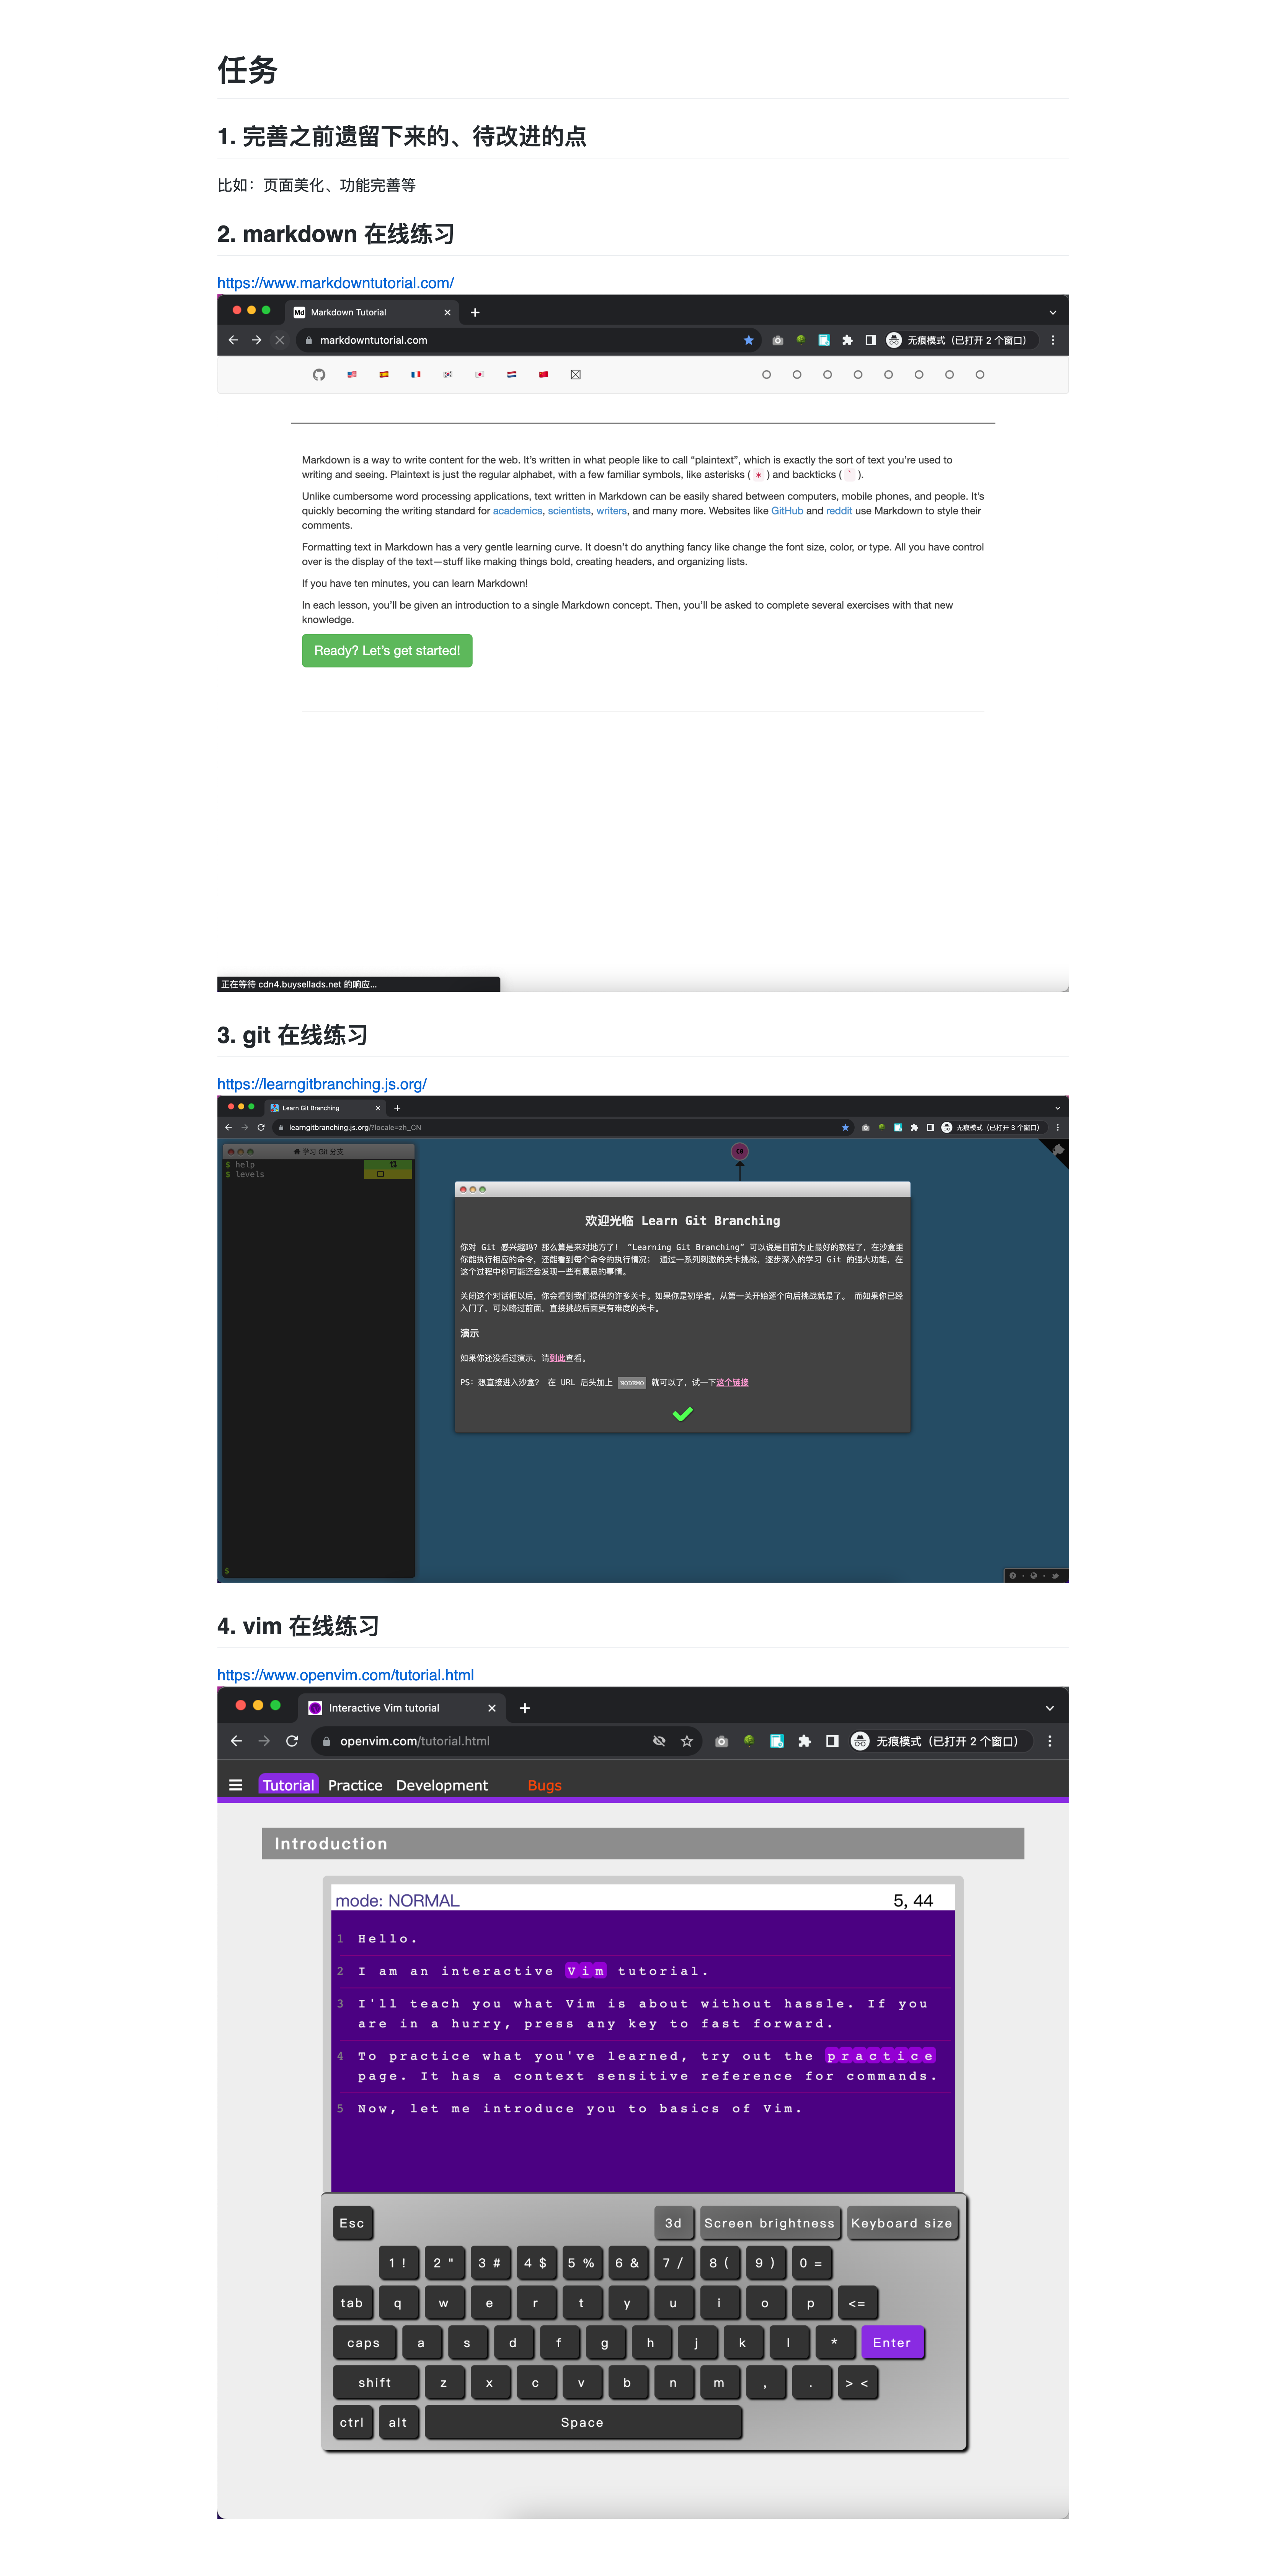 任务
1. 完善之前遗留下来的、待改进的点
比如：页面美化、功能完善等
2. markdown 在线练习
https://www.markdowntutorial.com/
Md Markdown Tutorial
markdowntutorial.com
无痕模式（已打开 2 个窗口）
Markdown is a way to write content for the web. It’s written in what people like to call “plaintext”, which is exactly the sort of text you’re used to
writing and seeing. Plaintext is just the regular alphabet, with a few familiar symbols, like asterisks ( * ) and backticks ( ` ).
Unlike cumbersome word processing applications, text written in Markdown can be easily shared between computers, mobile phones, and people. It’s
quickly becoming the writing standard for academics, scientists, writers, and many more. Websites like GitHub and reddit use Markdown to style their
comments.
Formatting text in Markdown has a very gentle learning curve. It doesn’t do anything fancy like change the font size, color, or type. All you have control
over is the display of the text—stuff like making things bold, creating headers, and organizing lists.
If you have ten minutes, you can learn Markdown!
In each lesson, you’ll be given an introduction to a single Markdown concept. Then, you’ll be asked to complete several exercises with that new
knowledge.
Ready? Let’s get started!
正在等待 cdn4.buysellads.net 的响应...
3. git 在线练习
https://learngitbranching.js.org/
Learn Git Branching
learngitbranching.js.org/?locale=zh_CN
无痕模式（已打开 3 个窗口）
学习 Git 分支
$ help
$ levels
C0
欢迎光临 Learn Git Branching
你对 Git 感兴趣吗？那么算是来对地方了！ “Learning Git Branching” 可以说是目前为止最好的教程了，在沙盒里
你能执行相应的命令，还能看到每个命令的执行情况； 通过一系列刺激的关卡挑战，逐步深入的学习 Git 的强大功能，在
这个过程中你可能还会发现一些有意思的事情。
关闭这个对话框以后，你会看到我们提供的许多关卡。如果你是初学者，从第一关开始逐个向后挑战就是了。 而如果你已经
入门了，可以略过前面，直接挑战后面更有难度的关卡。
演示
如果你还没看过演示，请到此查看。
PS：想直接进入沙盒？ 在 URL 后头加上 NODEMO 就可以了，试一下这个链接
$
4. vim 在线练习
https://www.openvim.com/tutorial.html
Interactive Vim tutorial
openvim.com/tutorial.html
无痕模式（已打开 2 个窗口）
Tutorial Practice Development Bugs
Introduction
mode: NORMAL 5, 44
1 Hello.
2 I am an interactive Vim tutorial.
3 I'll teach you what Vim is about without hassle. If you
are in a hurry, press any key to fast forward.
4 To practice what you've learned, try out the practice
page. It has a context sensitive reference for commands.
5 Now, let me introduce you to basics of Vim.
Esc 3d Screen brightness Keyboard size
1 ! 2 " 3 # 4 $ 5 % 6 & 7 / 8 ( 9 ) 0 =
tab q w e r t y u i o p <=
caps a s d f g h j k l * Enter
shift z x c v b n m , . > <
ctrl alt Space